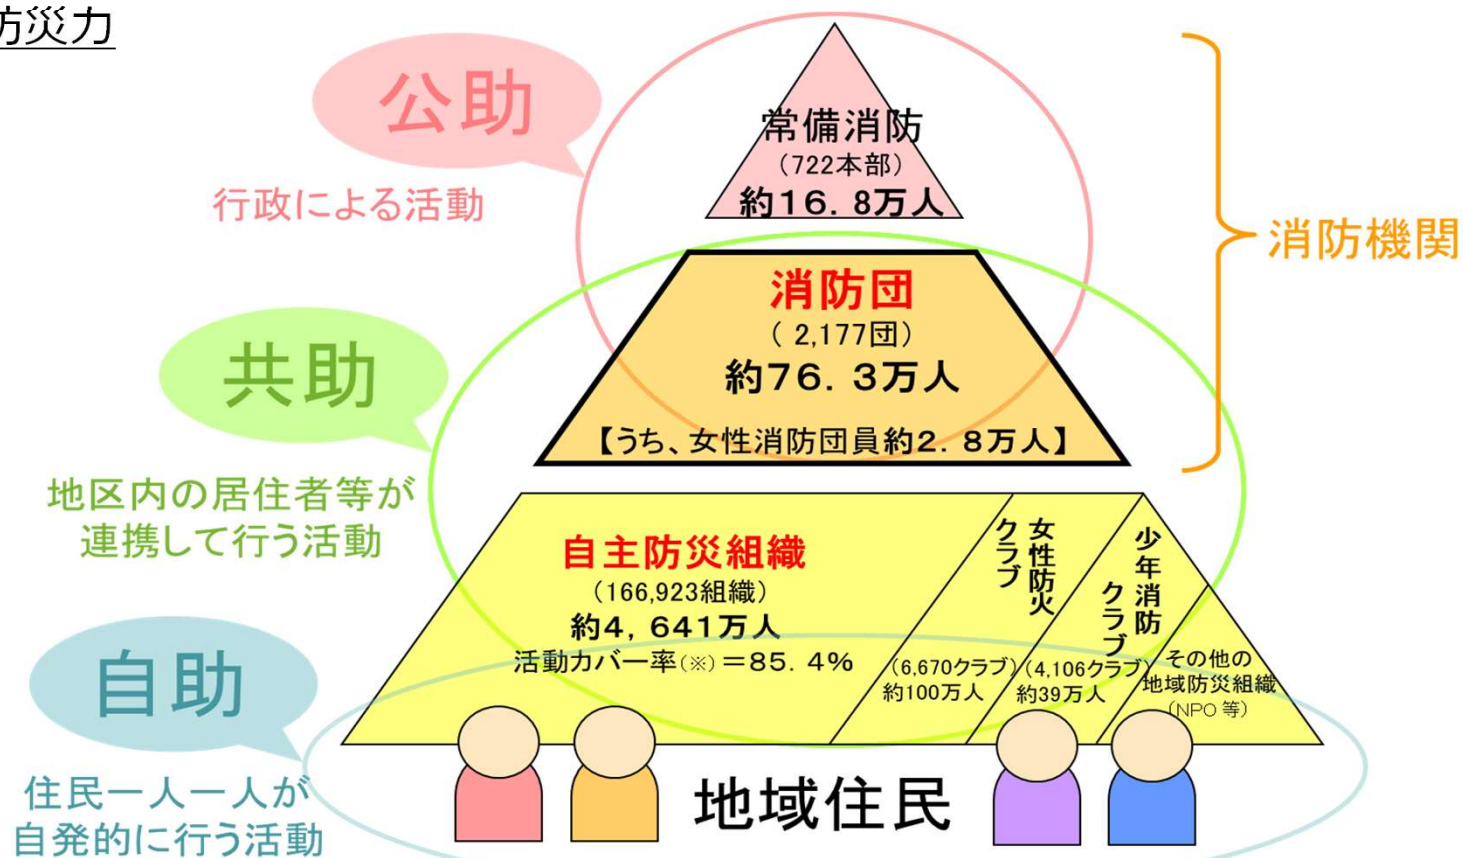 防災力
公助
行政による活動
常備消防
(722本部)
約16．8万人
消防機関
消防団
( 2,177団)
約76．3万人
【うち、女性消防団員約2．8万人】
共助
地区内の居住者等が
連携して行う活動
自主防災組織
(166,923組織)
約4，641万人
活動カバー率(※)＝85．4%
女性防火
クラブ
(6,670クラブ)
約100万人
少年消防
クラブ
(4,106クラブ)
約39万人
その他の
地域防災組織
(NPO 等)
自助
住民一人一人が
自発的に行う活動
地域住民